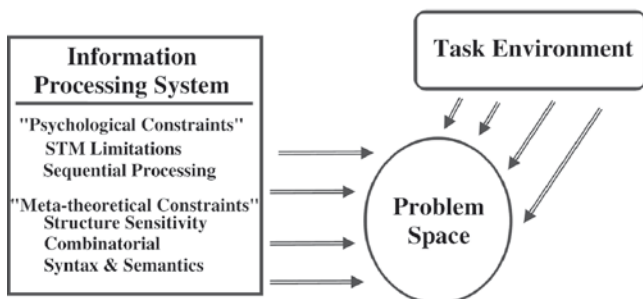 Information
Processing System
"Psychological Constraints"
STM Limitations
Sequential Processing
"Meta-theoretical Constraints"
Structure Sensitivity
Combinatorial
Syntax & Semantics
Task Environment
Problem
Space